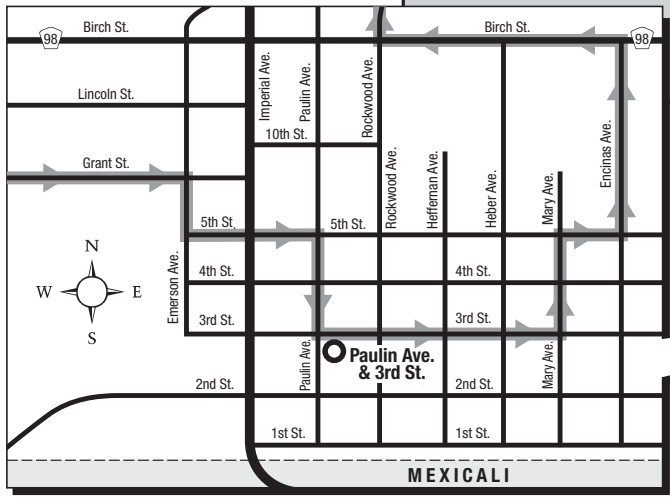 Birch St.
Birch St.
98
98
Lincoln St.
Imperial Ave.
Paulin Ave.
Rockwood Ave.
10th St.
Grant St.
Rockwood Ave.
Heffernan Ave.
Heber Ave.
Mary Ave.
Encinas Ave.
5th St.
5th St.
N
W
E
S
Emerson Ave.
4th St.
4th St.
3rd St.
3rd St.
Paulin Ave.
Paulin Ave.
& 3rd St.
Mary Ave.
2nd St.
2nd St.
1st St.
1st St.
MEXICALI